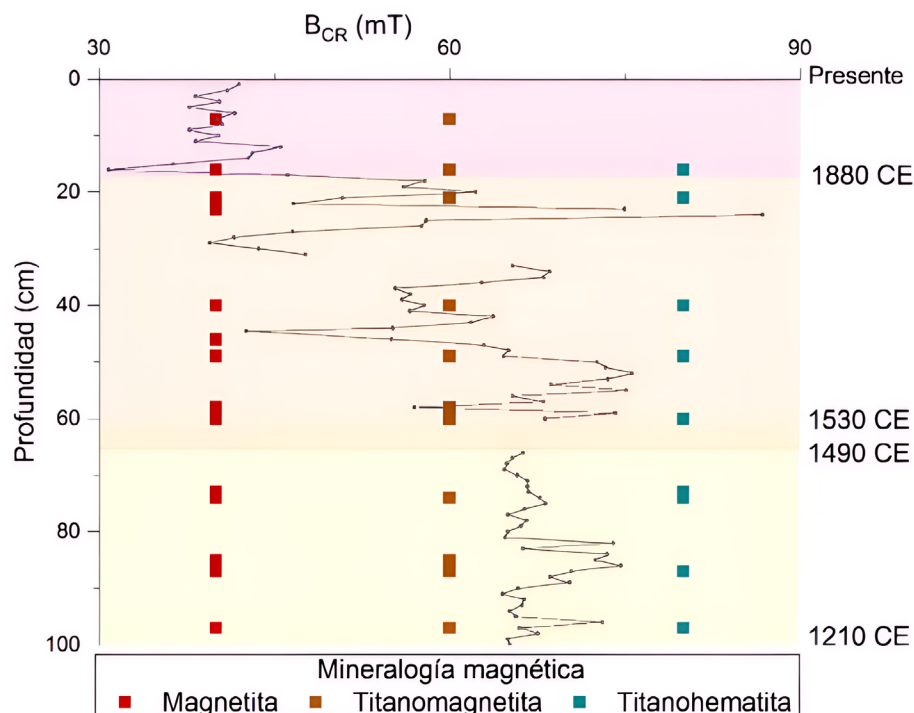 B_CR (mT)
30 60 90
0 Presente
1880 CE
20
40
Profundidad (cm)
60 1530 CE
1490 CE
80
100 1210 CE
Mineralogía magnética
Magnetita Titanomagnetita Titanohematita